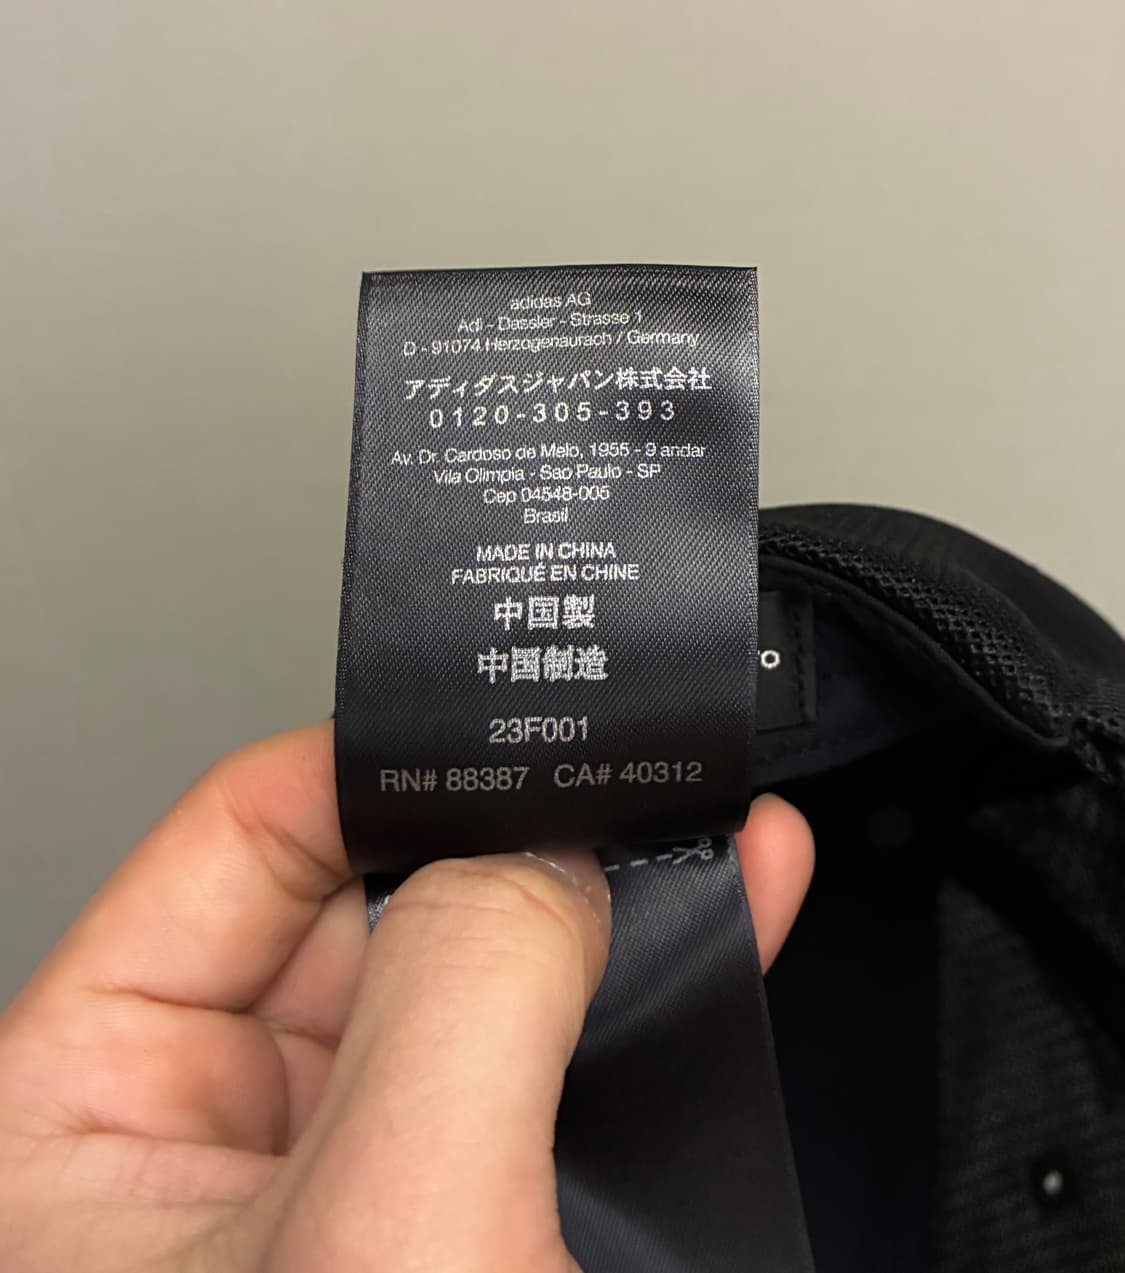 adidas AG
Adi - Dassler - Strasse 1
D - 91074 Herzogenaurach / Germany
アディダスジャパン株式会社
0120-305-393
Av. Dr. Cardoso de Melo, 1955 - 9 andar
Vila Olimpia - Sao Paulo - SP
Cep 04548-005
Brasil
MADE IN CHINA
FABRIQUÉ EN CHINE
中国製
中国制造
23F001
RN# 88387 CA# 40312